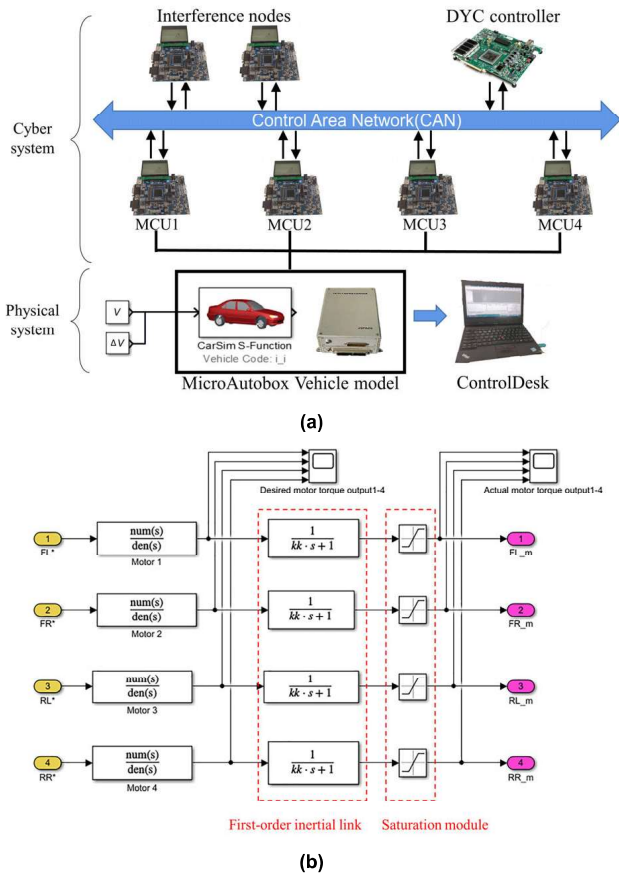 Interference nodes
DYC controller
Control Area Network(CAN)
Cyber
system
MCU1
MCU2
MCU3
MCU4
Physical
system
V
ΔV
CarSim S-Function
Vehicle Code: i_i
MicroAutobox Vehicle model
ControlDesk
(a)
Desired motor torque output1-4
Actual motor torque output1-4
1
FL*
num(s)
den(s)
Motor 1
1
kk · s + 1
1
FL_m
2
FR*
num(s)
den(s)
Motor 2
1
kk · s + 1
2
FR_m
3
RL*
num(s)
den(s)
Motor 3
1
kk · s + 1
3
RL_m
4
RR*
num(s)
den(s)
Motor 4
1
kk · s + 1
4
RR_m
First-order inertial link
Saturation module
(b)